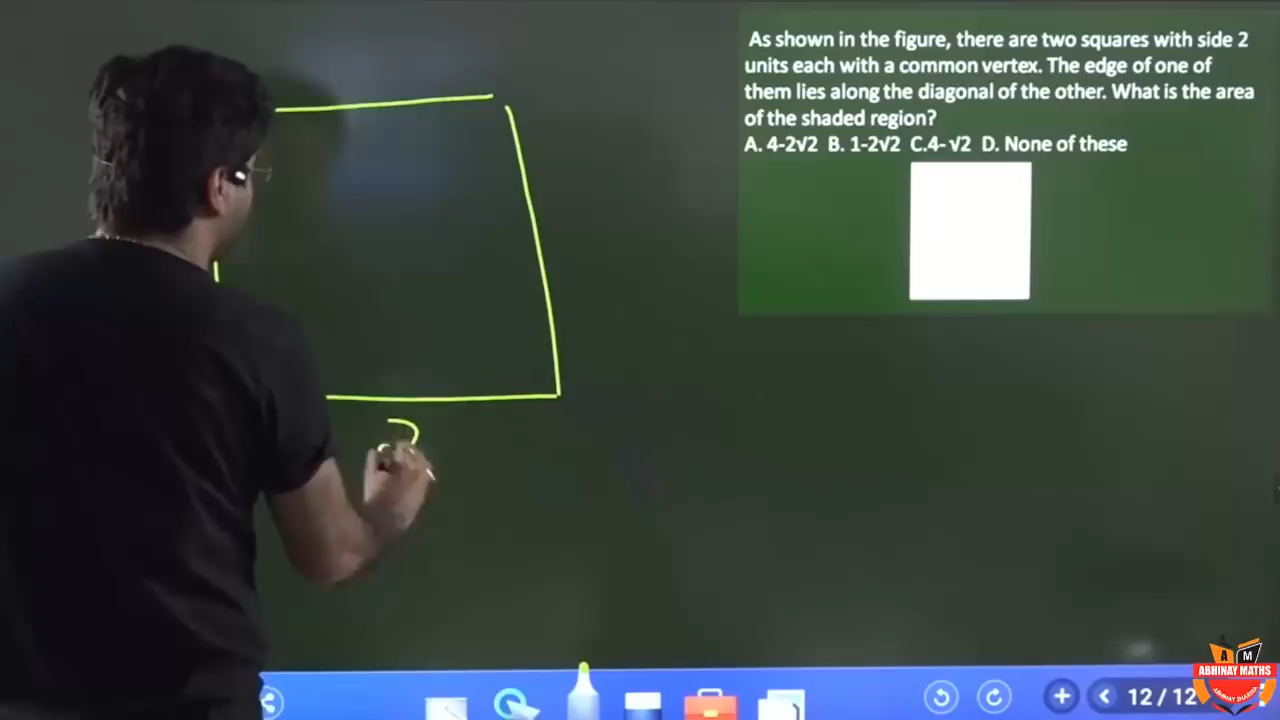 As shown in the figure, there are two squares with side 2
units each with a common vertex. The edge of one of
them lies along the diagonal of the other. What is the area
of the shaded region?
A. 4-2√2 B. 1-2√2 C.4- √2 D. None of these
12 / 12
A M
ABHINAY MATHS
ABHINAY SHARMA